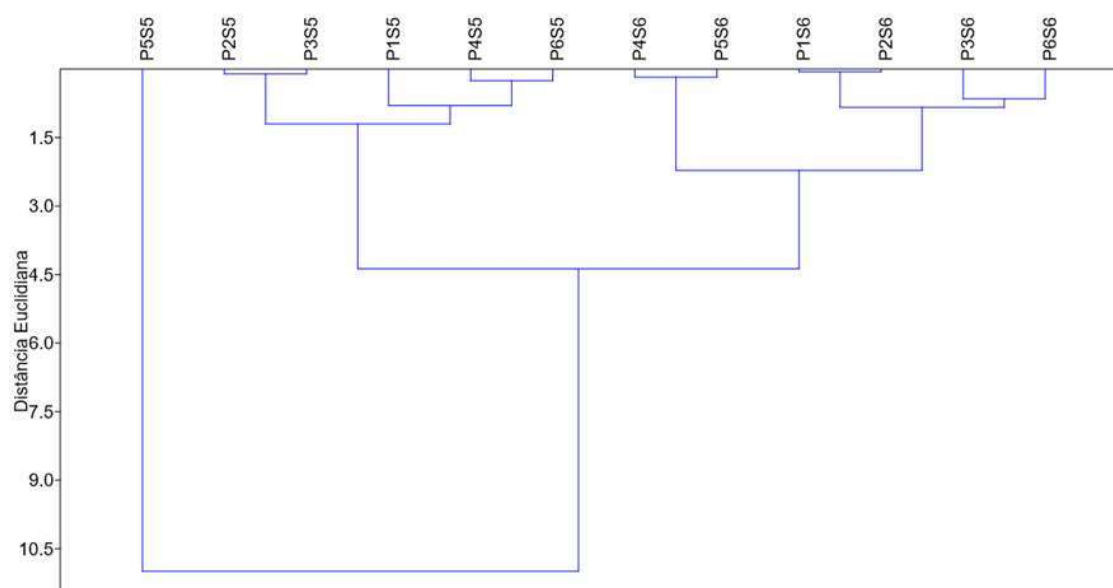 P5S5
P2S5
P3S5
P1S5
P4S5
P6S5
P4S6
P5S6
P1S6
P2S6
P3S6
P6S6
1.5
3.0
4.5
6.0
7.5
9.0
10.5
Distância Euclidiana